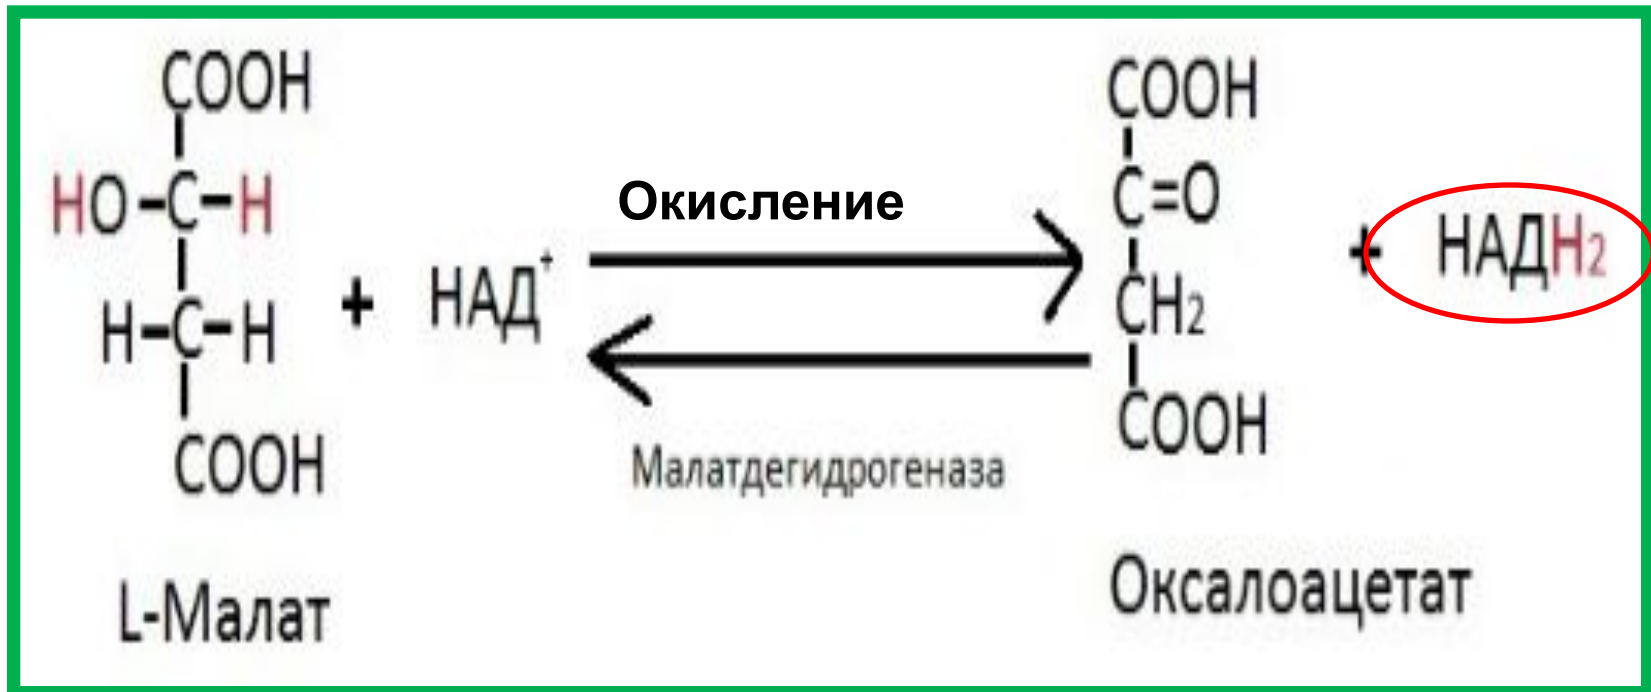 COOH
HO-C-H
H-C-H
COOH
L-Малат
+ НАД⁺
Окисление
Малатдегидрогеназа
COOH
C=O
CH₂
COOH
Оксалоацетат
+ НАДН₂